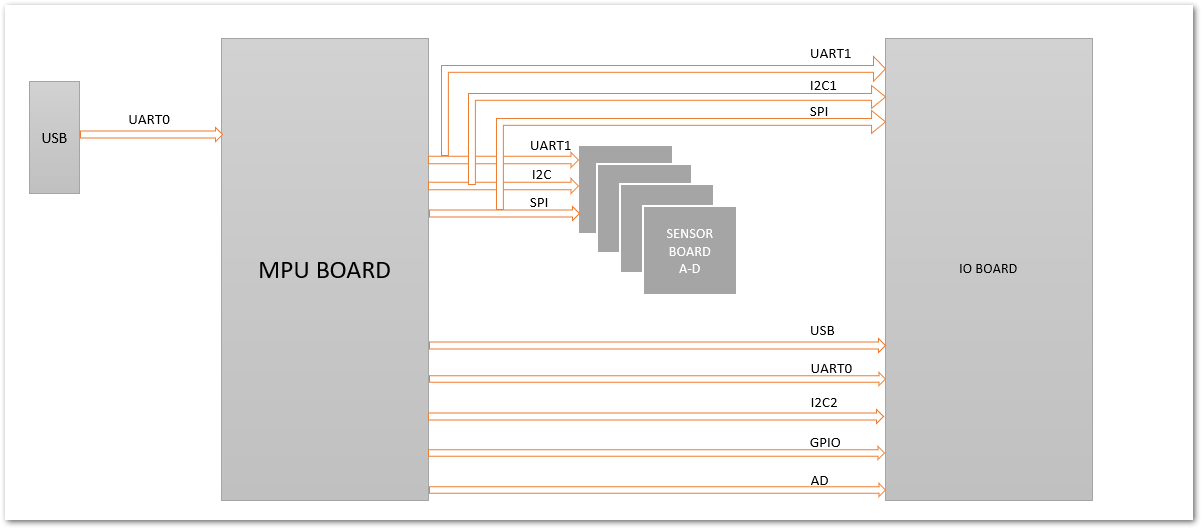 USB
UART0
MPU BOARD
UART1
I2C1
SPI
UART1
I2C
SPI
SENSOR
BOARD
A-D
IO BOARD
USB
UART0
I2C2
GPIO
AD